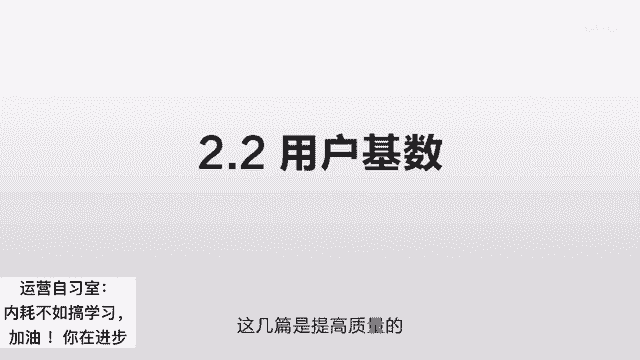 2.2 用户基数
运营自习室：
内耗不如搞学习，
加油！你在进步
这几篇是提高质量的